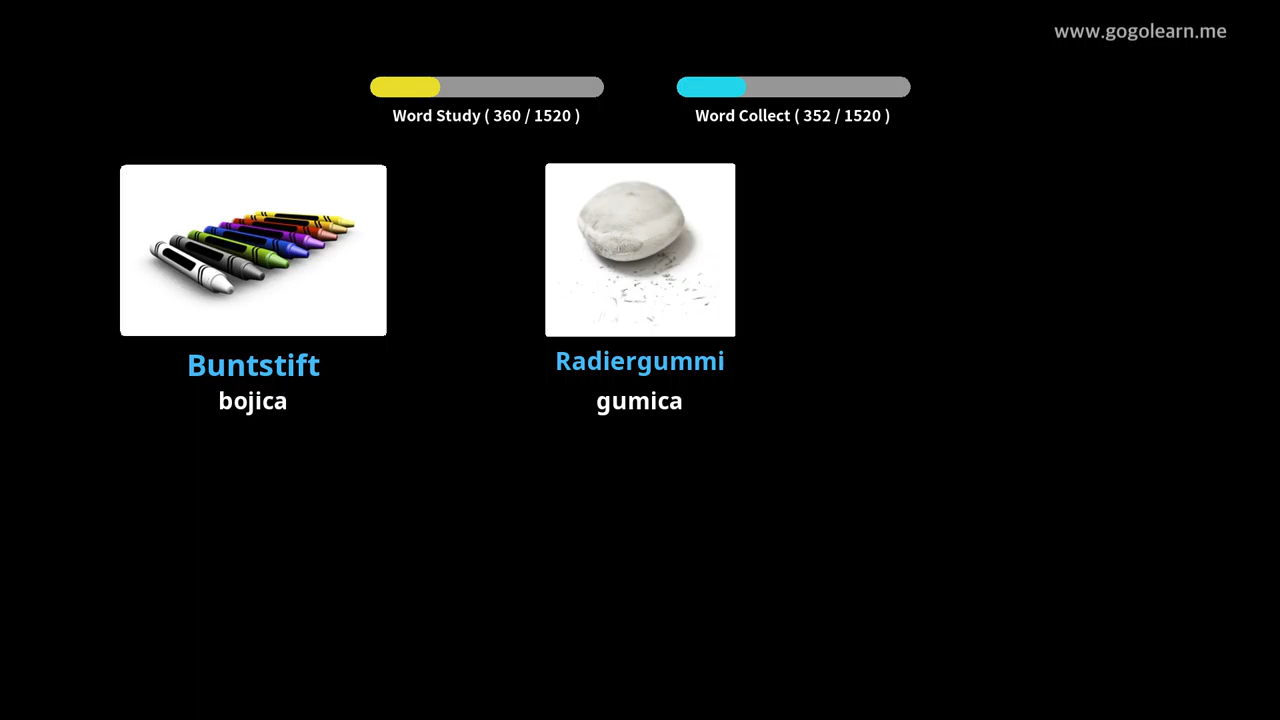 www.gogolearn.me
Word Study ( 360 / 1520 )
Word Collect ( 352 / 1520 )
Buntstift
bojica
Radiergummi
gumica